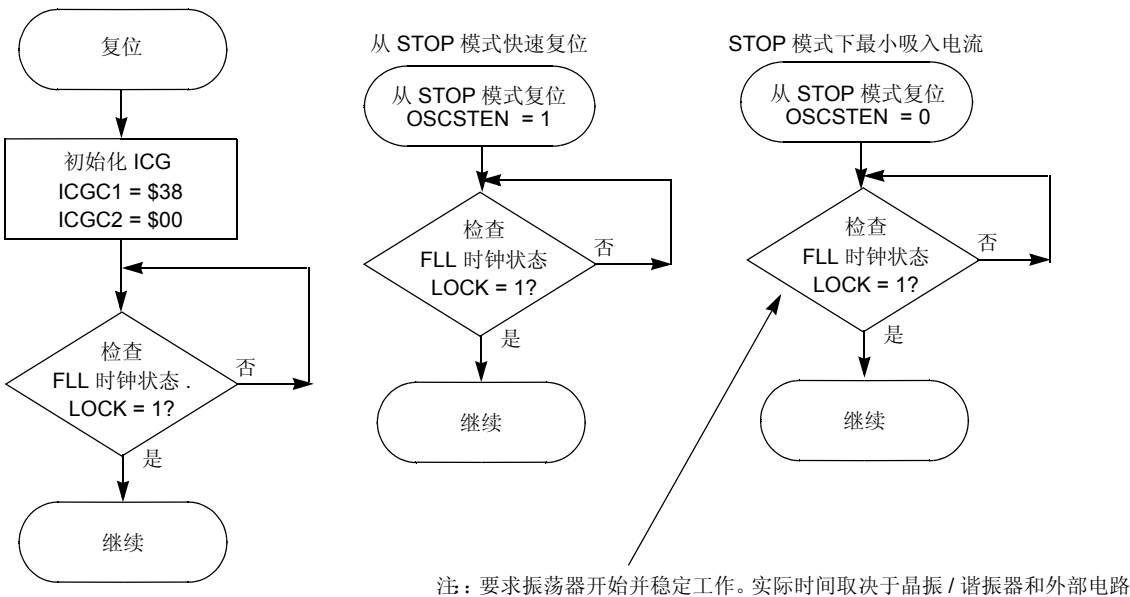 复位
初始化 ICG
ICGC1 = $38
ICGC2 = $00
检查
FLL 时钟状态 .
LOCK = 1?
否
是
继续
从 STOP 模式快速复位
从 STOP 模式复位
OSCSTEN = 1
检查
FLL 时钟状态
LOCK = 1?
否
是
继续
STOP 模式下最小吸入电流
从 STOP 模式复位
OSCSTEN = 0
检查
FLL 时钟状态
LOCK = 1?
否
是
继续
注:：要求振荡器开始并稳定工作。实际时间取决于晶振 / 谐振器和外部电路